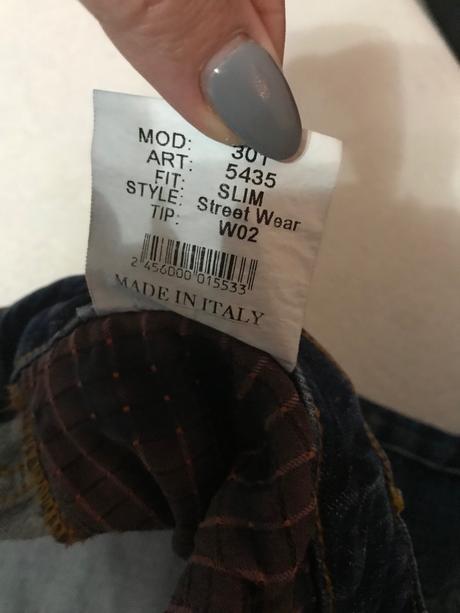 MOD: 301
ART: 5435
FIT: SLIM
STYLE: Street Wear
TIP: W02
2 456000 015533
MADE IN ITALY